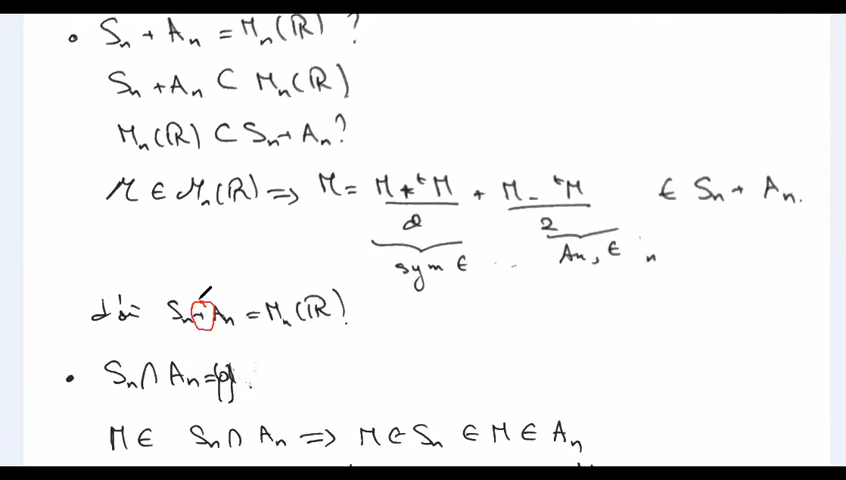 • Sn + An = Mn(ℝ) ?
Sn + An ⊂ Mn(ℝ)
Mn(ℝ) ⊂ Sn + An ?
M ∈ Mn(ℝ) => M = (M + ᵗM)/2 + (M - ᵗM)/2 ∈ Sn + An.
sym ∈ An, ∈ n
d'où Sn + An = Mn(ℝ).
• Sn ∩ An = {0}.
M ∈ Sn ∩ An => M ∈ Sn ∈ M ∈ An